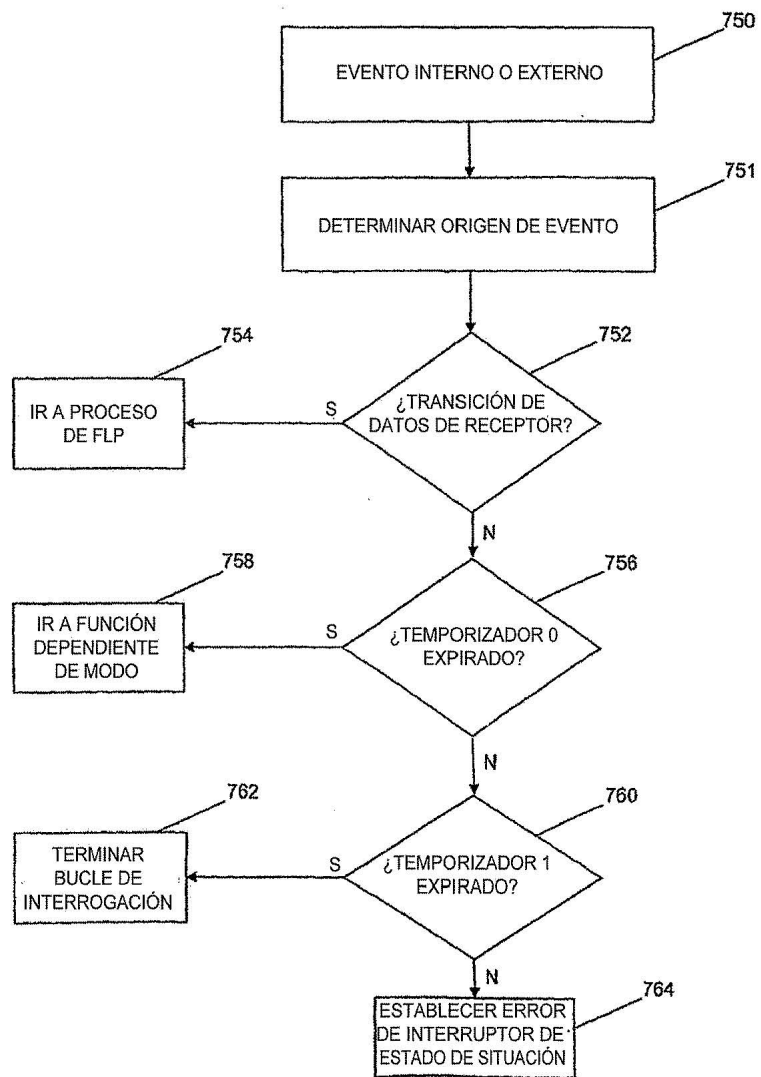 750
EVENTO INTERNO O EXTERNO
751
DETERMINAR ORIGEN DE EVENTO
754
752
IR A PROCESO
DE FLP
S
¿TRANSICIÓN DE
DATOS DE RECEPTOR?
N
758
756
IR A FUNCIÓN
DEPENDIENTE
DE MODO
S
¿TEMPORIZADOR 0
EXPIRADO?
N
762
760
TERMINAR
BUCLE DE
INTERROGACIÓN
S
¿TEMPORIZADOR 1
EXPIRADO?
N
764
ESTABLECER ERROR
DE INTERRUPTOR DE
ESTADO DE SITUACIÓN